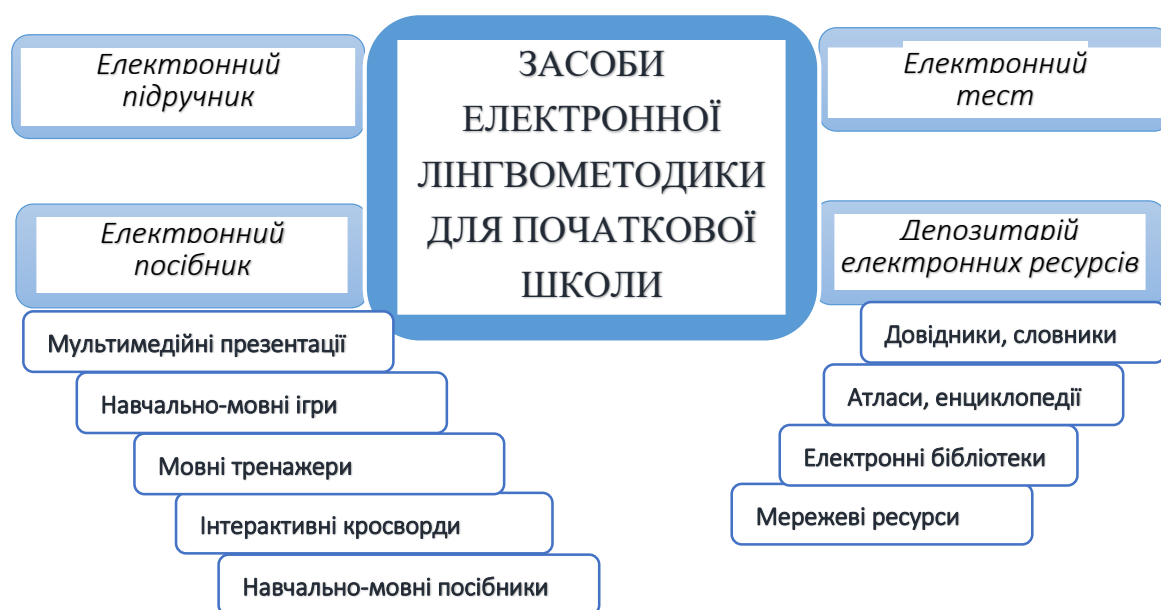 ЗАСОБИ
ЕЛЕКТРОННОЇ
ЛІНГВОМЕТОДИКИ
ДЛЯ ПОЧАТКОВОЇ
ШКОЛИ
Електронний
підручник
Електронний
посібник
Мультимедійні презентації
Навчально-мовні ігри
Мовні тренажери
Інтерактивні кросворди
Навчально-мовні посібники
Електронний
тест
Депозитарій
електронних ресурсів
Довідники, словники
Атласи, енциклопедії
Електронні бібліотеки
Мережеві ресурси